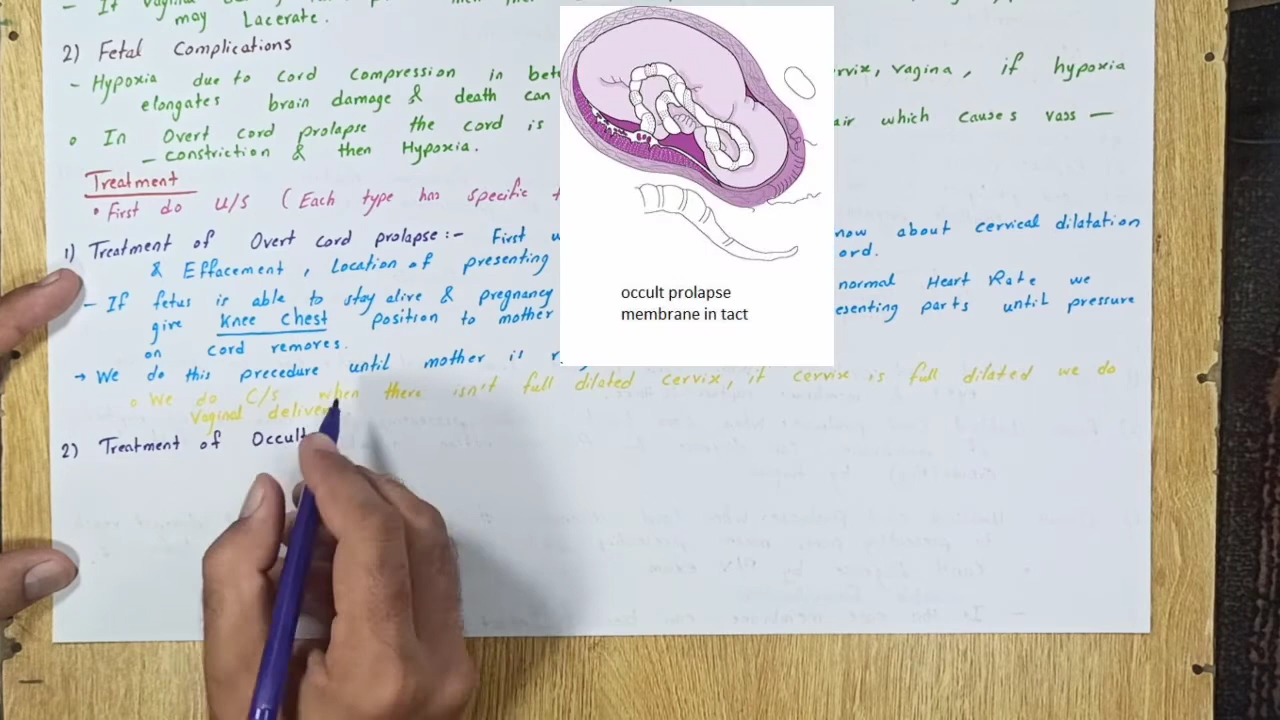 - If vagina
may Lacerate.
2) Fetal Complications
- Hypoxia due to Cord Compression in bet rvix, vagina, if hypoxia
elongates brain damage & death can
In Overt Cord prolapse the cord is air which causes vaso —
— constriction & then Hypoxia.
Treatment
• First do U/S ( Each type has specific t
1) Treatment of Overt cord prolapse :- First w now about cervical dilatation
& Effacement , Location of presenting ord.
- If fetus is able to stay alive & pregnancy normal Heart Rate we
give Knee Chest position to mother esenting parts until pressure
on Cord removes.
→ We do this precedure until mother is r
We do C/S when there isn't full dilated cervix, if cervix is full dilated we do
Vaginal deliver
2) Treatment of Occult
occult prolapse
membrane in tact